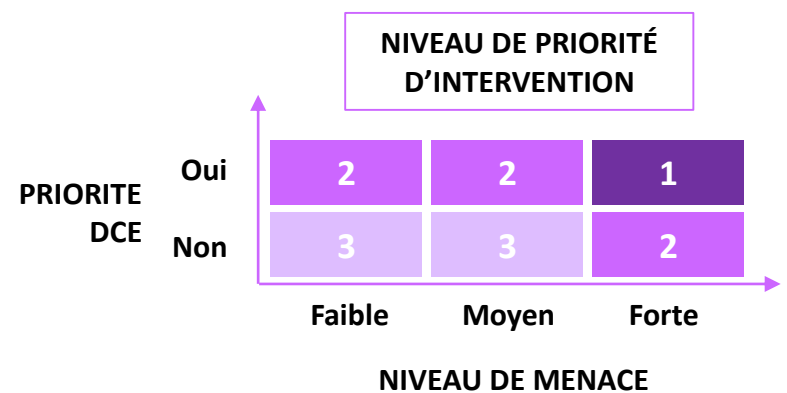 NIVEAU DE PRIORITÉ
D’INTERVENTION
PRIORITE
DCE
Oui
2
2
1
Non
3
3
2
Faible
Moyen
Forte
NIVEAU DE MENACE